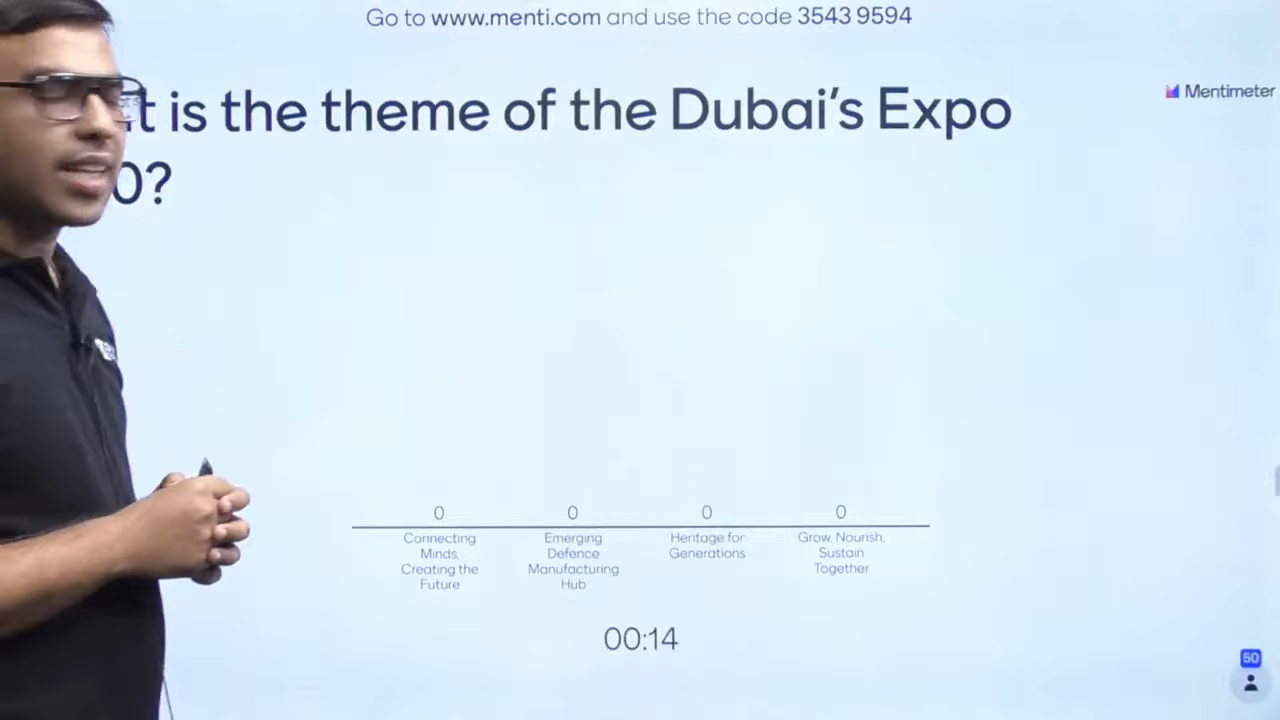 Go to www.menti.com and use the code 3543 9594
Mentimeter
t is the theme of the Dubai's Expo
0?
0
0
0
0
Connecting
Minds,
Creating the
Future
Emerging
Defence
Manufacturing
Hub
Heritage for
Generations
Grow, Nourish,
Sustain
Together
00:14
50